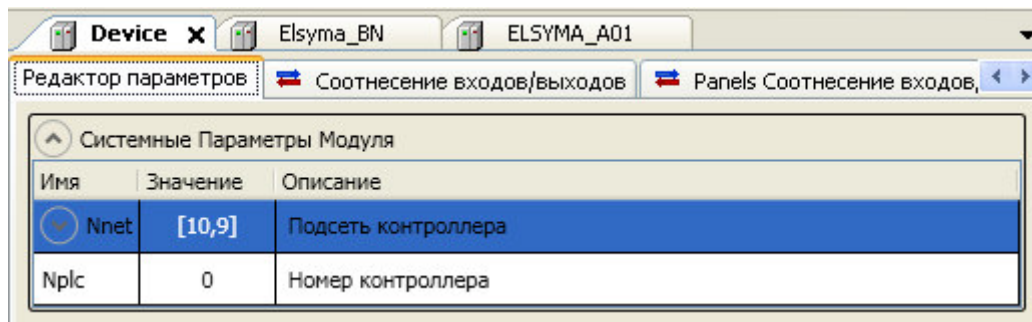 Device Elsyma_BN ELSYMA_A01
Редактор параметров Соотнесение входов/выходов Panels Соотнесение входов,
Системные Параметры Модуля
Имя Значение Описание
Nnet [10,9] Подсеть контроллера
Nplc 0 Номер контроллера